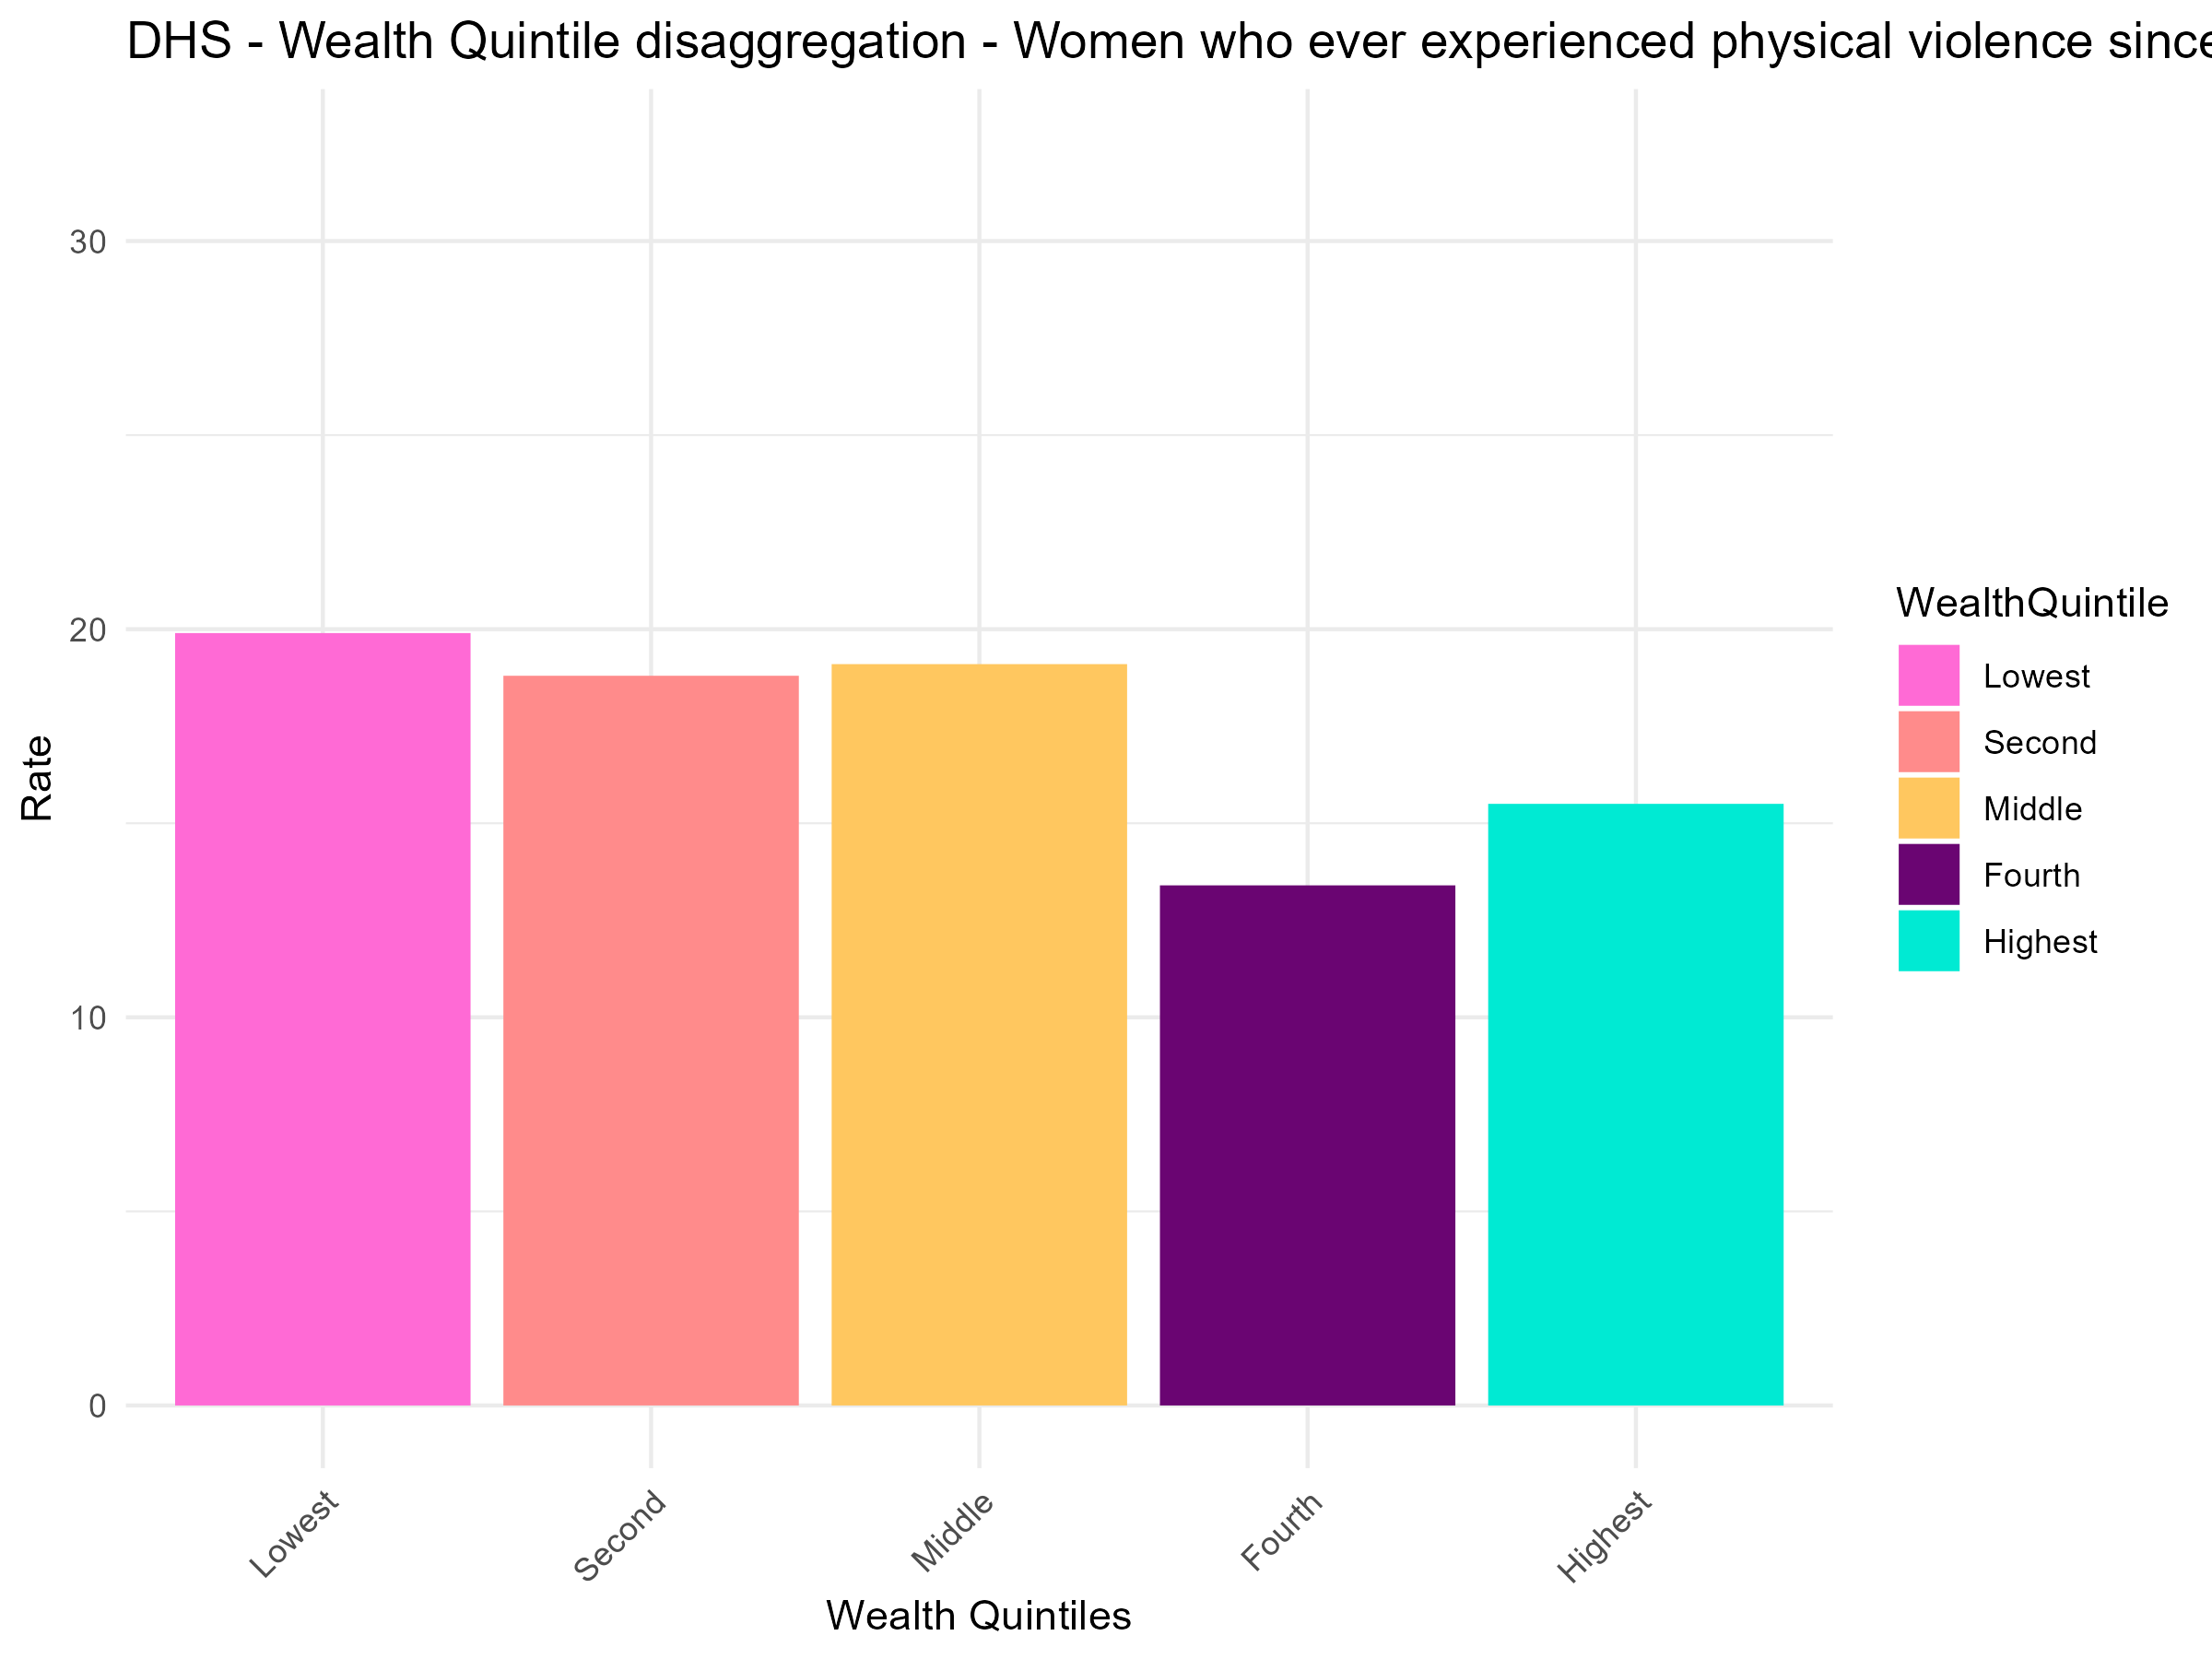 DHS - Wealth Quintile disaggregation - Women who ever experienced physical violence since
30
20
10
0
Rate
Lowest
Second
Middle
Fourth
Highest
Wealth Quintiles
WealthQuintile
Lowest
Second
Middle
Fourth
Highest